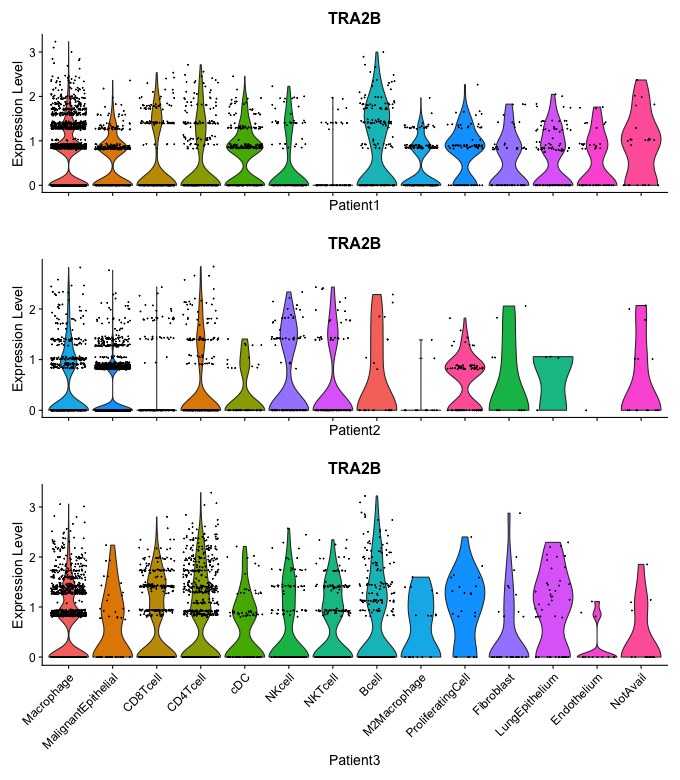 TRA2B
3
2
1
0
Expression Level
Patient1
TRA2B
2
1
0
Expression Level
Patient2
TRA2B
3
2
1
0
Expression Level
Macrophage
MalignantEpithelial
CD8Tcell
CD4Tcell
cDC
NKcell
NKTcell
Bcell
M2Macrophage
ProliferatingCell
Fibroblast
LungEpithelium
Endothelium
NotAvail
Patient3